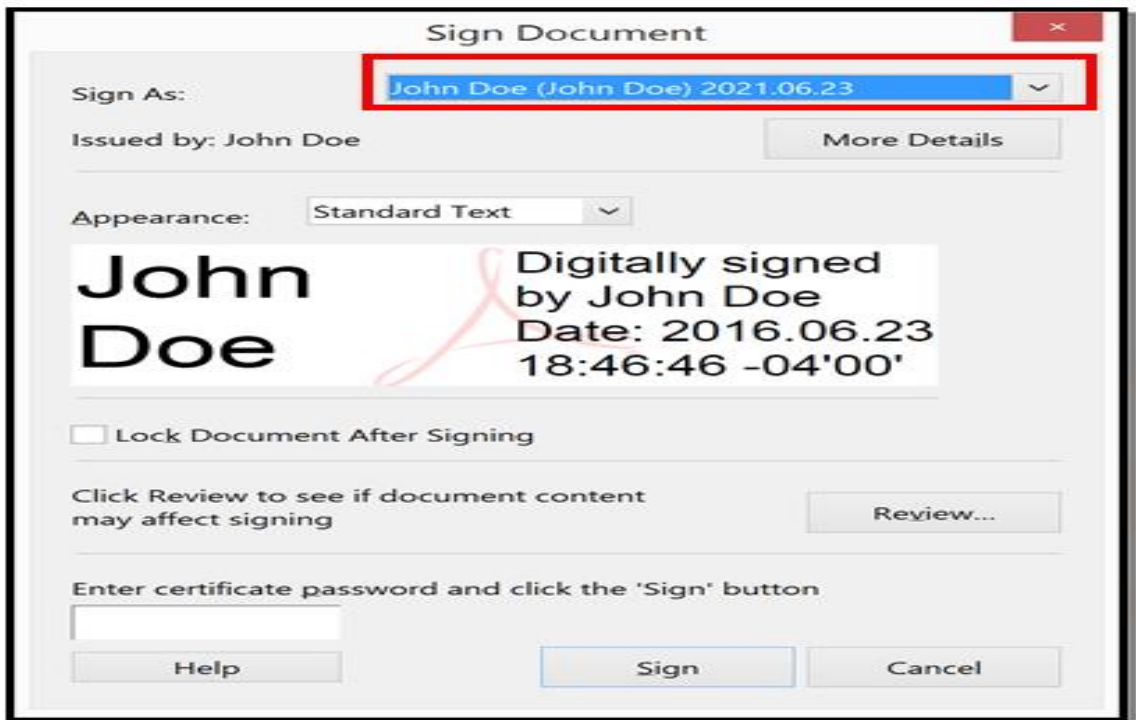 Sign Document
Sign As:
John Doe (John Doe) 2021.06.23
Issued by: John Doe
More Details
Appearance:
Standard Text
John
Doe
Digitally signed
by John Doe
Date: 2016.06.23
18:46:46 -04'00'
Lock Document After Signing
Click Review to see if document content
may affect signing
Review...
Enter certificate password and click the 'Sign' button
Help
Sign
Cancel